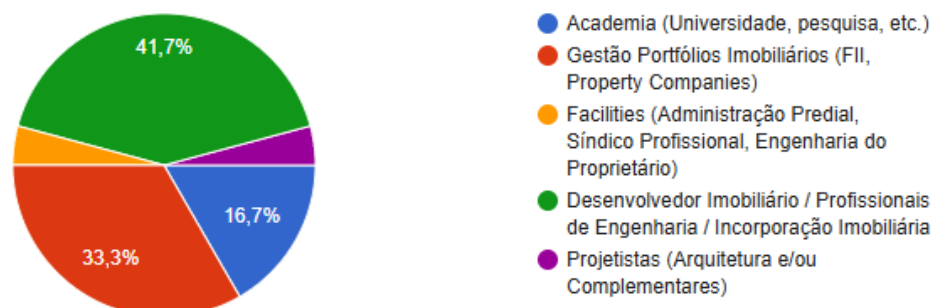 41,7%
16,7%
33,3%
Academia (Universidade, pesquisa, etc.)
Gestão Portfólios Imobiliários (FII,
Property Companies)
Facilities (Administração Predial,
Síndico Profissional, Engenharia do
Proprietário)
Desenvolvedor Imobiliário / Profissionais
de Engenharia / Incorporação Imobiliária
Projetistas (Arquitetura e/ou
Complementares)